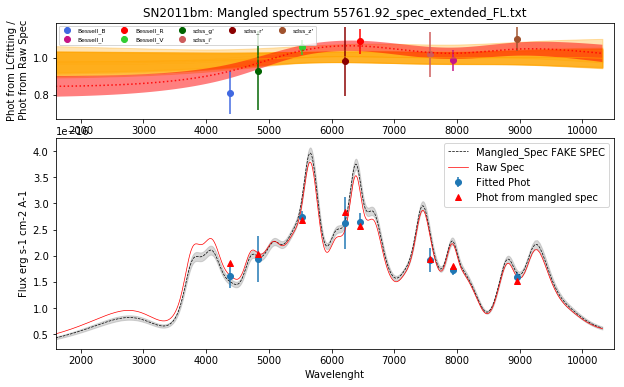 SN2011bm: Mangled spectrum 55761.92_spec_extended_FL.txt
Phot from LCfitting /
Phot from Raw Spec
1.0
0.8
Bessell_B
Bessell_I
Bessell_R
Bessell_V
sdss_g'
sdss_i'
sdss_r'
sdss_z'
2000 3000 4000 5000 6000 7000 8000 9000 10000
1e−16
Flux erg s-1 cm-2 A-1
4.0
3.5
3.0
2.5
2.0
1.5
1.0
0.5
Mangled_Spec FAKE SPEC
Raw Spec
Fitted Phot
Phot from mangled spec
2000 3000 4000 5000 6000 7000 8000 9000 10000
Wavelenght